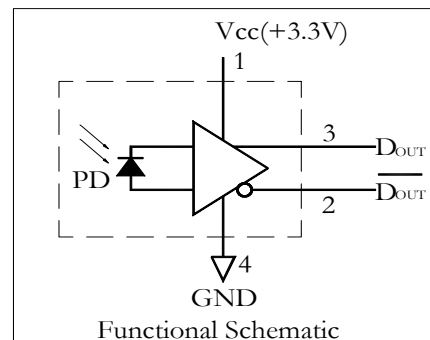 Vcc(+3.3V)
1
3
DOUT
PD
DOUT
2
4
GND
Functional Schematic